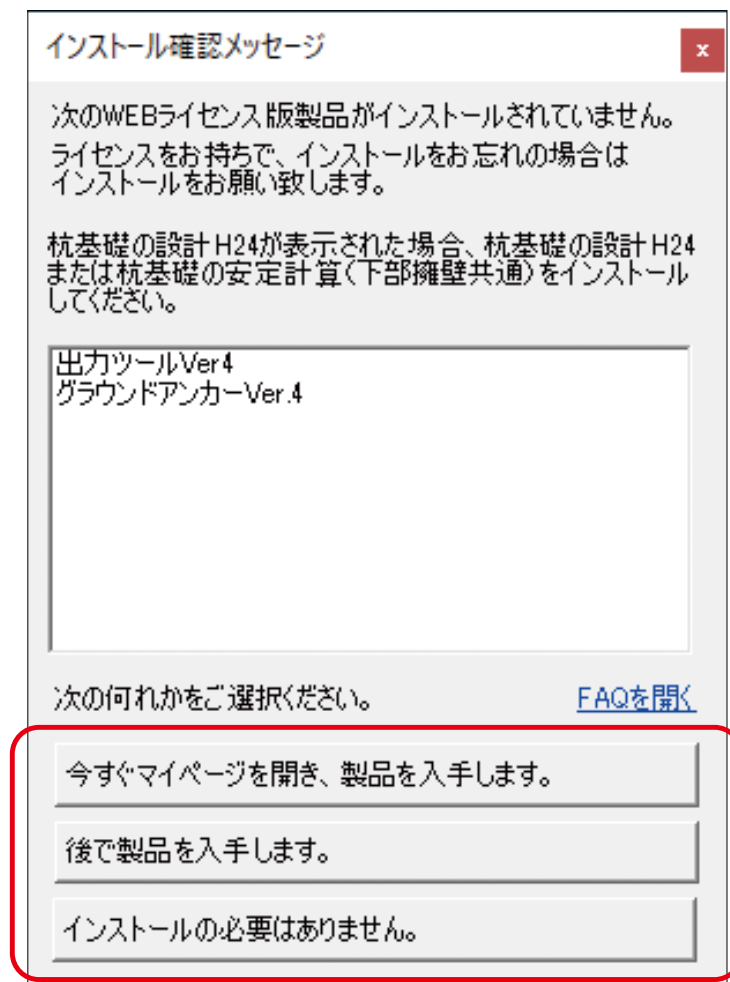 インストール確認メッセージ
x
次のWEBライセンス版製品がインストールされていません。
ライセンスをお持ちで、インストールをお忘れの場合は
インストールをお願い致します。
杭基礎の設計H24が表示された場合、杭基礎の設計H24
または杭基礎の安定計算(下部擁壁共通)をインストール
してください。
出力ツールVer4
グラウンドアンカーVer.4
次の何れかをご選択ください。 FAQを開く
今すぐマイページを開き、製品を入手します。
後で製品を入手します。
インストールの必要はありません。